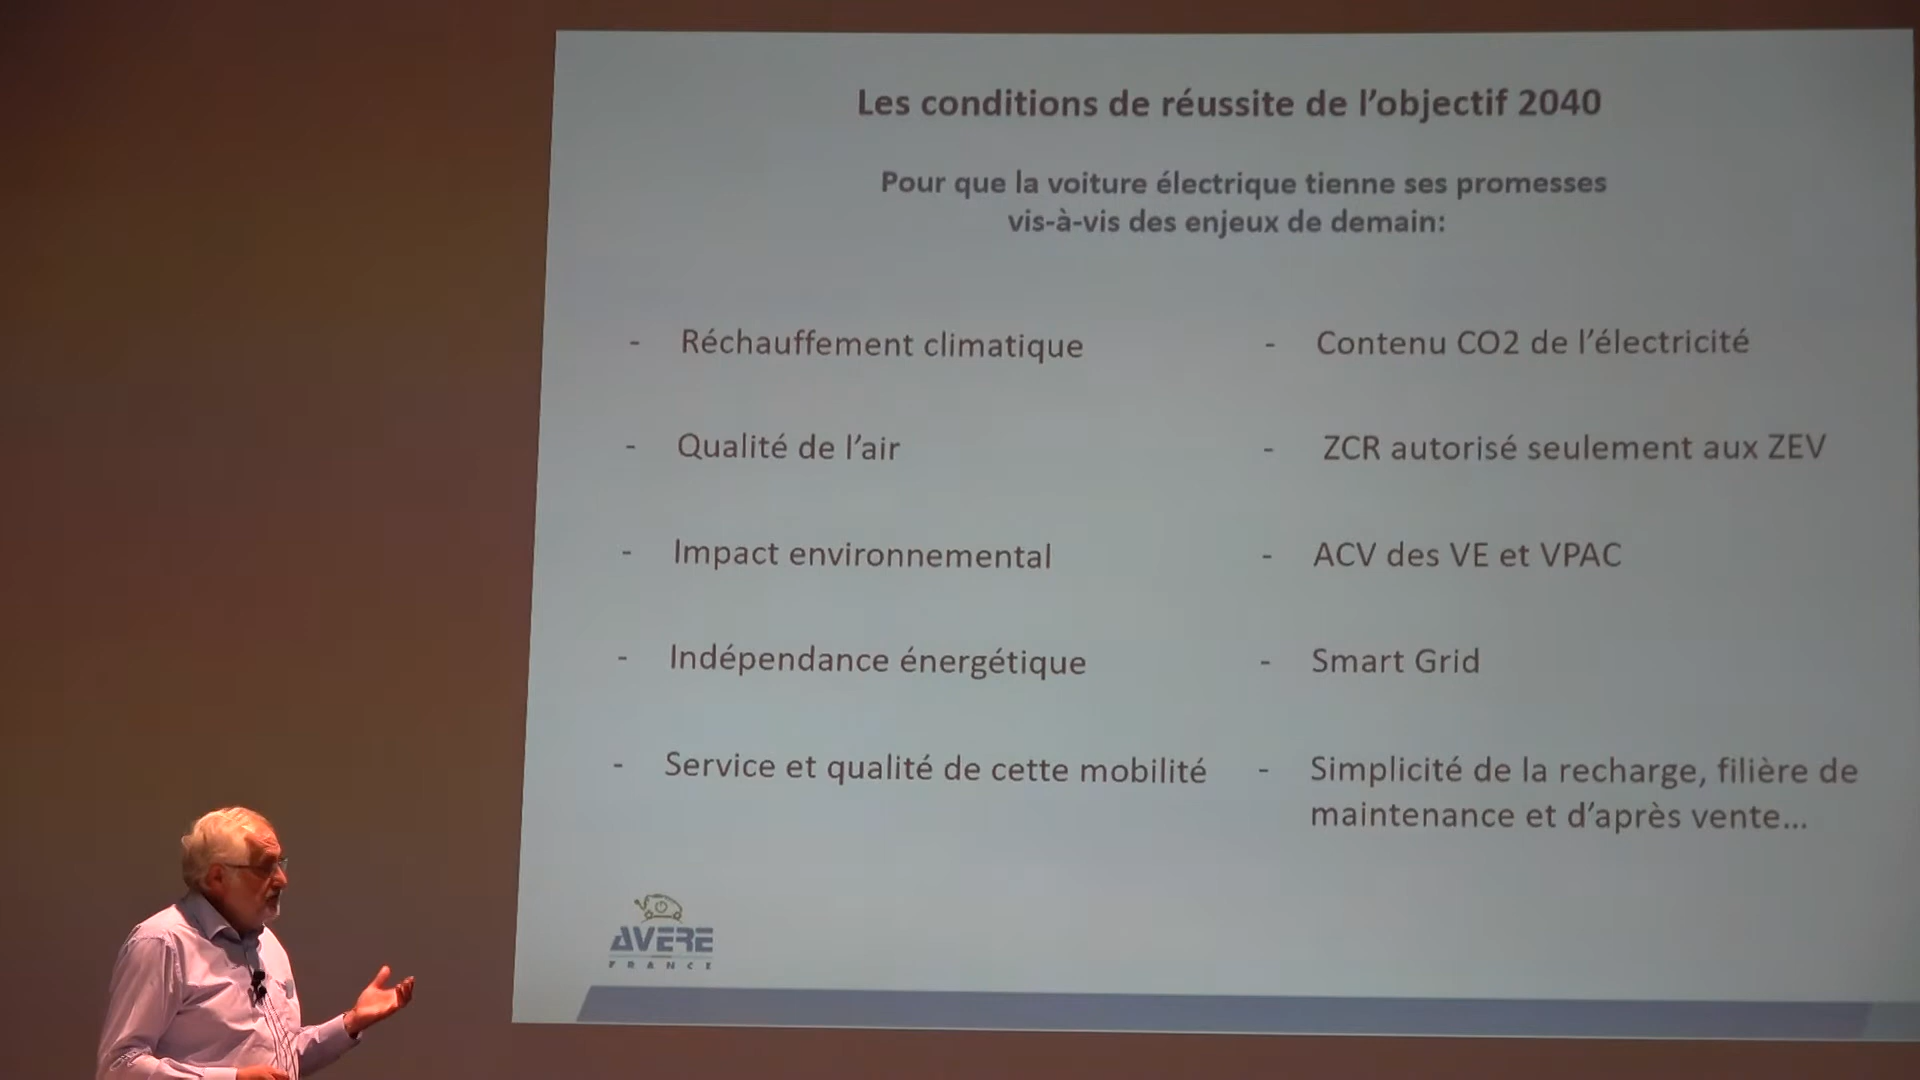 Les conditions de réussite de l'objectif 2040
Pour que la voiture électrique tienne ses promesses
vis-à-vis des enjeux de demain:
- Réchauffement climatique
- Contenu CO2 de l'électricité
- Qualité de l'air
- ZCR autorisé seulement aux ZEV
- Impact environnemental
- ACV des VE et VPAC
- Indépendance énergétique
- Smart Grid
- Service et qualité de cette mobilité
- Simplicité de la recharge, filière de
maintenance et d'après vente...
AVERE
FRANCE